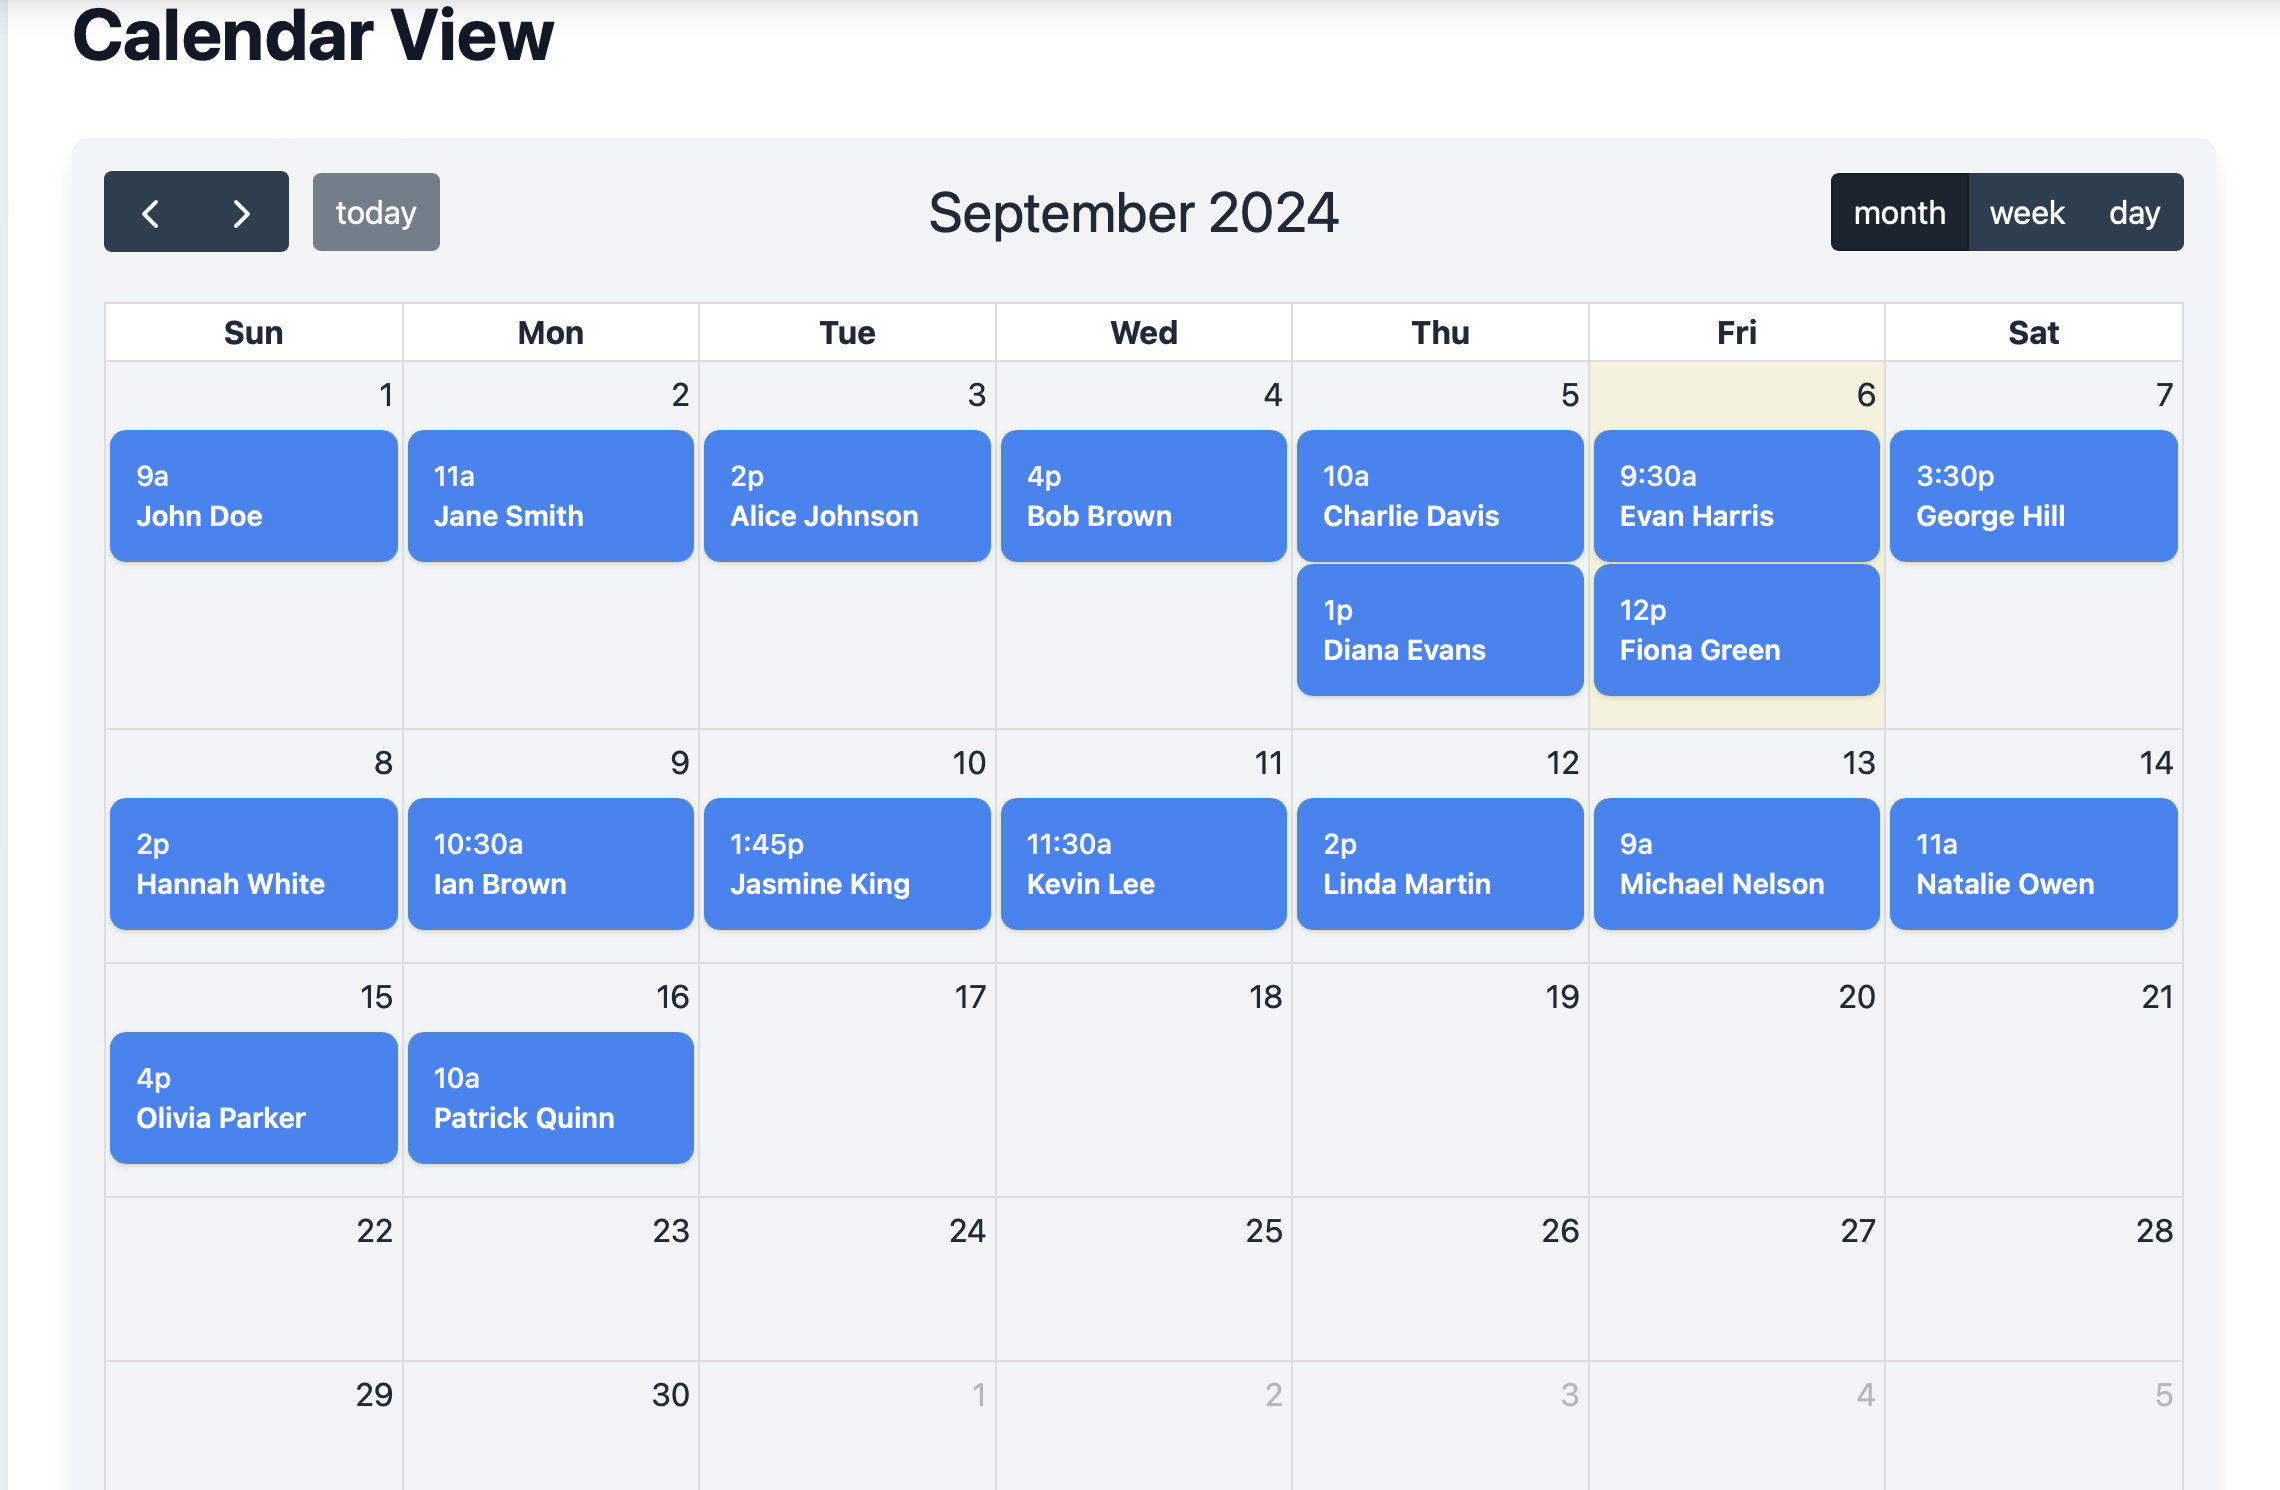 Calendar View
today
September 2024
month week day
Sun Mon Tue Wed Thu Fri Sat
1 2 3 4 5 6 7
9a
John Doe
11a
Jane Smith
2p
Alice Johnson
4p
Bob Brown
10a
Charlie Davis
1p
Diana Evans
9:30a
Evan Harris
12p
Fiona Green
3:30p
George Hill
8 9 10 11 12 13 14
2p
Hannah White
10:30a
Ian Brown
1:45p
Jasmine King
11:30a
Kevin Lee
2p
Linda Martin
9a
Michael Nelson
11a
Natalie Owen
15 16 17 18 19 20 21
4p
Olivia Parker
10a
Patrick Quinn
22 23 24 25 26 27 28
29 30 1 2 3 4 5